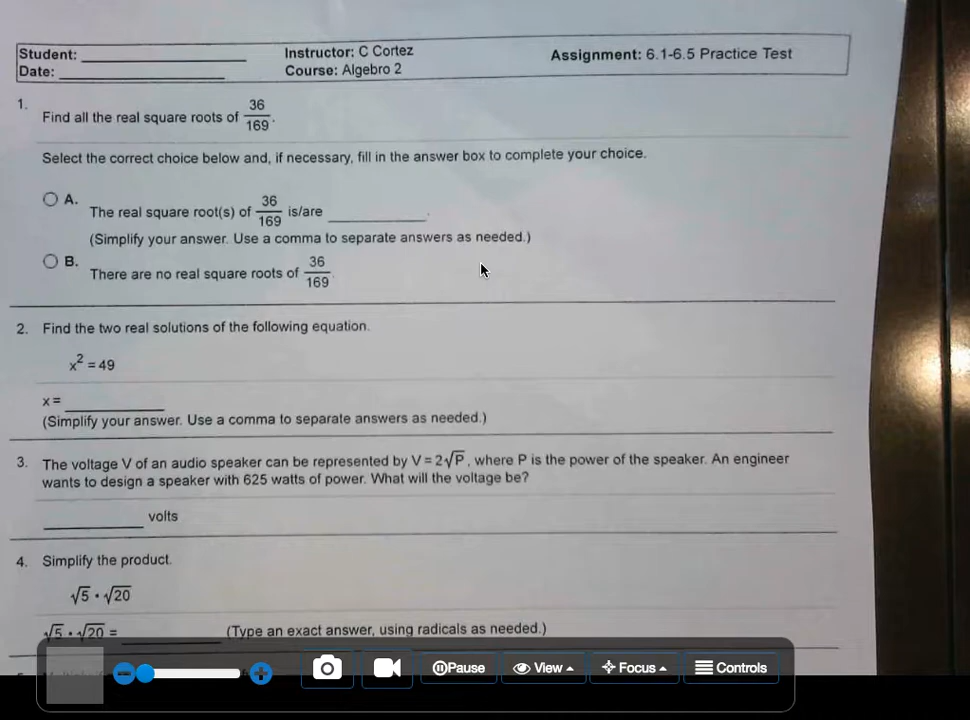 Student: ____________ Instructor: C Cortez Assignment: 6.1-6.5 Practice Test
Date: ____________ Course: Algebro 2
1. Find all the real square roots of 36/169.
Select the correct choice below and, if necessary, fill in the answer box to complete your choice.
A. The real square root(s) of 36/169 is/are ____________.
(Simplify your answer. Use a comma to separate answers as needed.)
B. There are no real square roots of 36/169.
2. Find the two real solutions of the following equation.
x² = 49
x = ____________
(Simplify your answer. Use a comma to separate answers as needed.)
3. The voltage V of an audio speaker can be represented by V = 2√P, where P is the power of the speaker. An engineer
wants to design a speaker with 625 watts of power. What will the voltage be?
____________ volts
4. Simplify the product.
√5 • √20
√5 • √20 = ____________ (Type an exact answer, using radicals as needed.)
Pause View Focus Controls